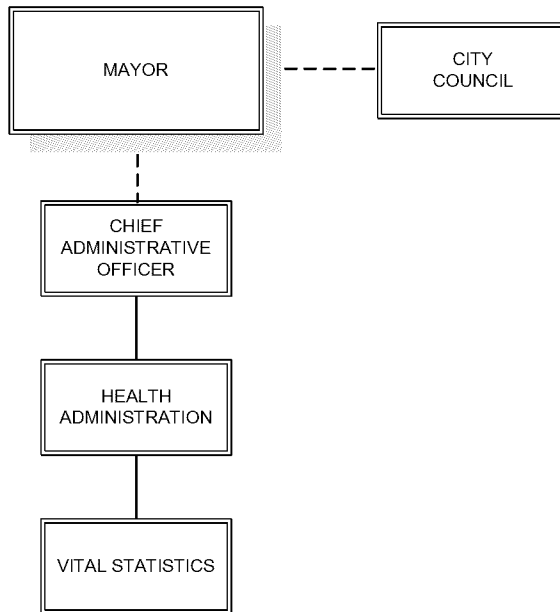 MAYOR
CITY
COUNCIL
CHIEF
ADMINISTRATIVE
OFFICER
HEALTH
ADMINISTRATION
VITAL STATISTICS